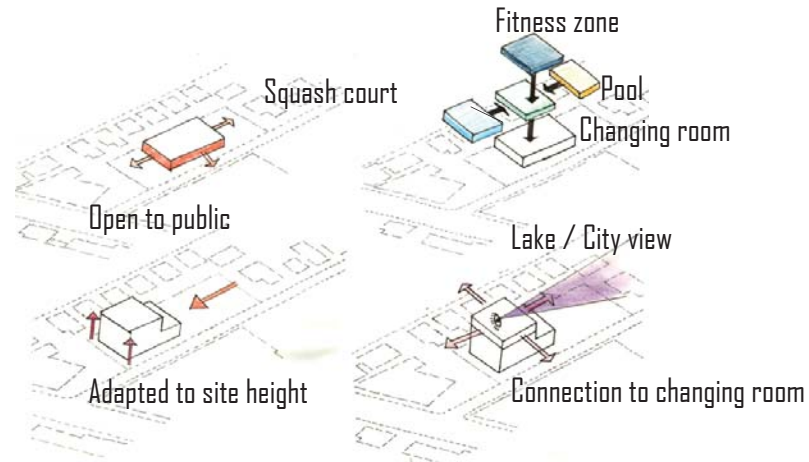 Fitness zone
Squash court
Pool
Changing room
Open to public
Lake / City view
Adapted to site height
Connection to changing room